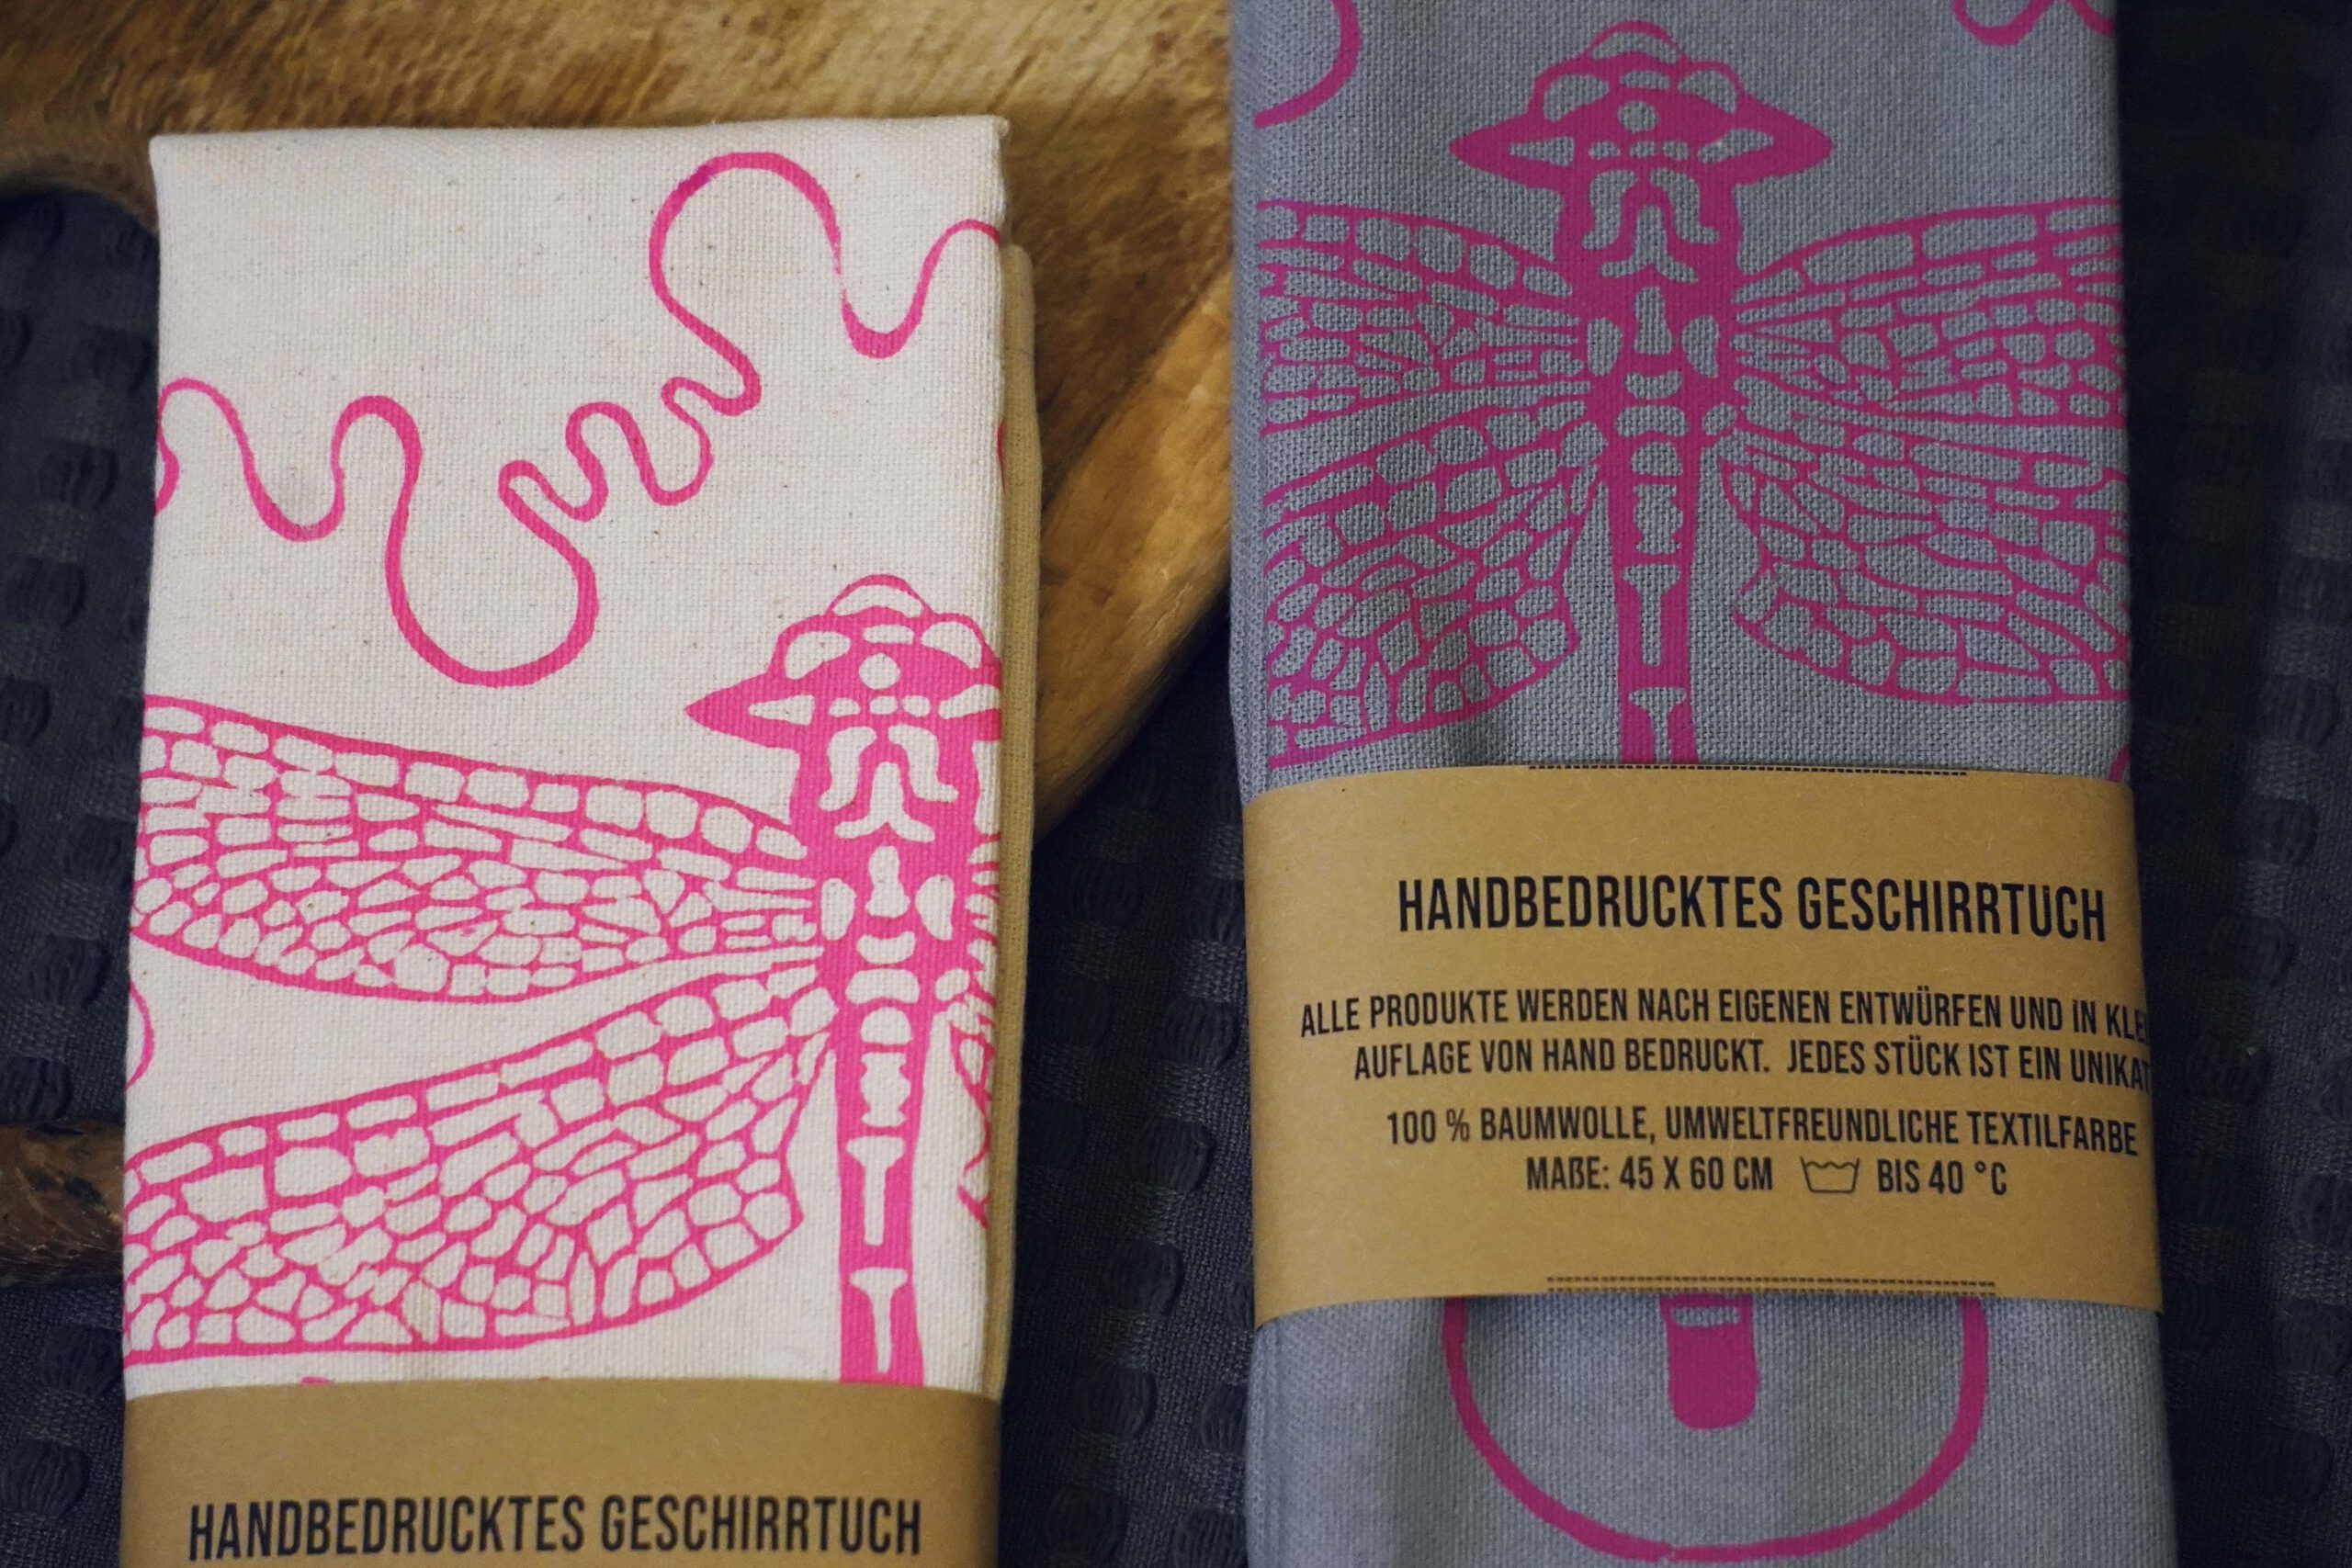 HANDBEDRUCKTES GESCHIRRTUCH
ALLE PRODUKTE WERDEN NACH EIGENEN ENTWÜRFEN UND IN
AUFLAGE VON HAND BEDRUCKT. JEDES STÜCK IST EIN UNIKAT
100 % BAUMWOLLE, UMWELTFREUNDLICHE TEXTILFARBE
MAßE: 45 X 60 CM BIS 40 °C
HANDBEDRUCKTES GESCHIRRTUCH